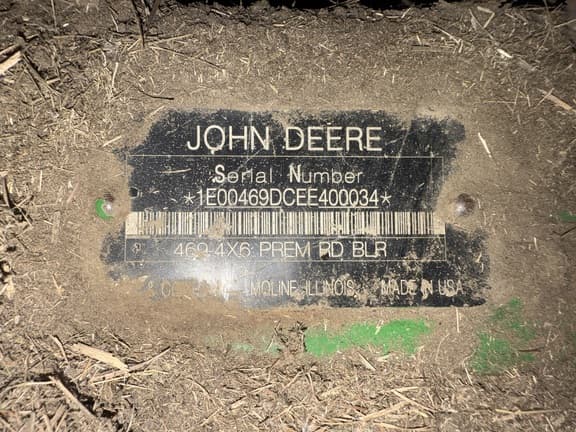 JOHN DEERE
Serial Number
*1E00469DCEE400034*
469 4X6 PREM RD BLR
MOLINE, ILLINOIS MADE IN USA